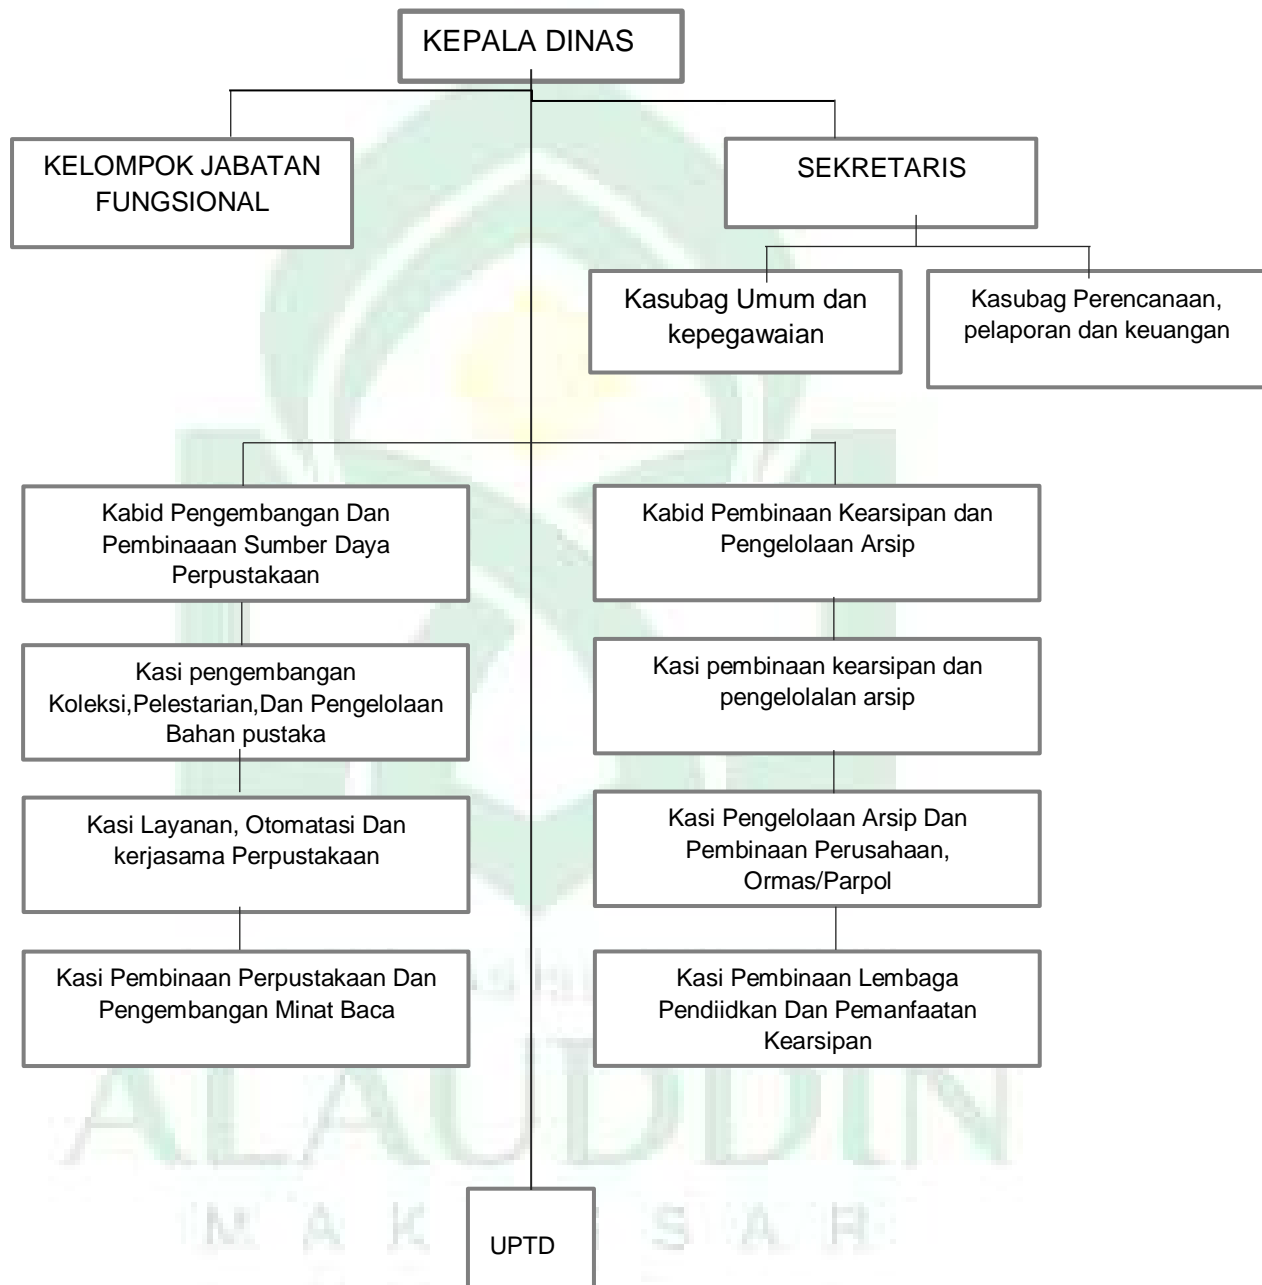 KEPALA DINAS
KELOMPOK JABATAN
FUNGSIONAL
SEKRETARIS
Kasubag Umum dan
kepegawaian
Kasubag Perencanaan,
pelaporan dan keuangan
Kabid Pengembangan Dan
Pembinaaan Sumber Daya
Perpustakaan
Kabid Pembinaan Kearsipan dan
Pengelolaan Arsip
Kasi pengembangan
Koleksi,Pelestarian,Dan Pengelolaan
Bahan pustaka
Kasi pembinaan kearsipan dan
pengelolalan arsip
Kasi Layanan, Otomatasi Dan
kerjasama Perpustakaan
Kasi Pengelolaan Arsip Dan
Pembinaan Perusahaan,
Ormas/Parpol
Kasi Pembinaan Perpustakaan Dan
Pengembangan Minat Baca
Kasi Pembinaan Lembaga
Pendiidkan Dan Pemanfaatan
Kearsipan
ALAUDDIN
UPTD